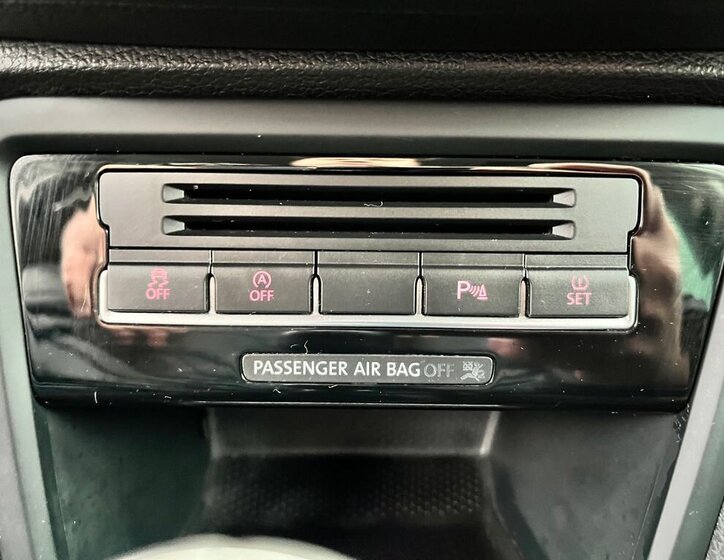 OFF
A
OFF
P
SET
PASSENGER AIR BAG OFF